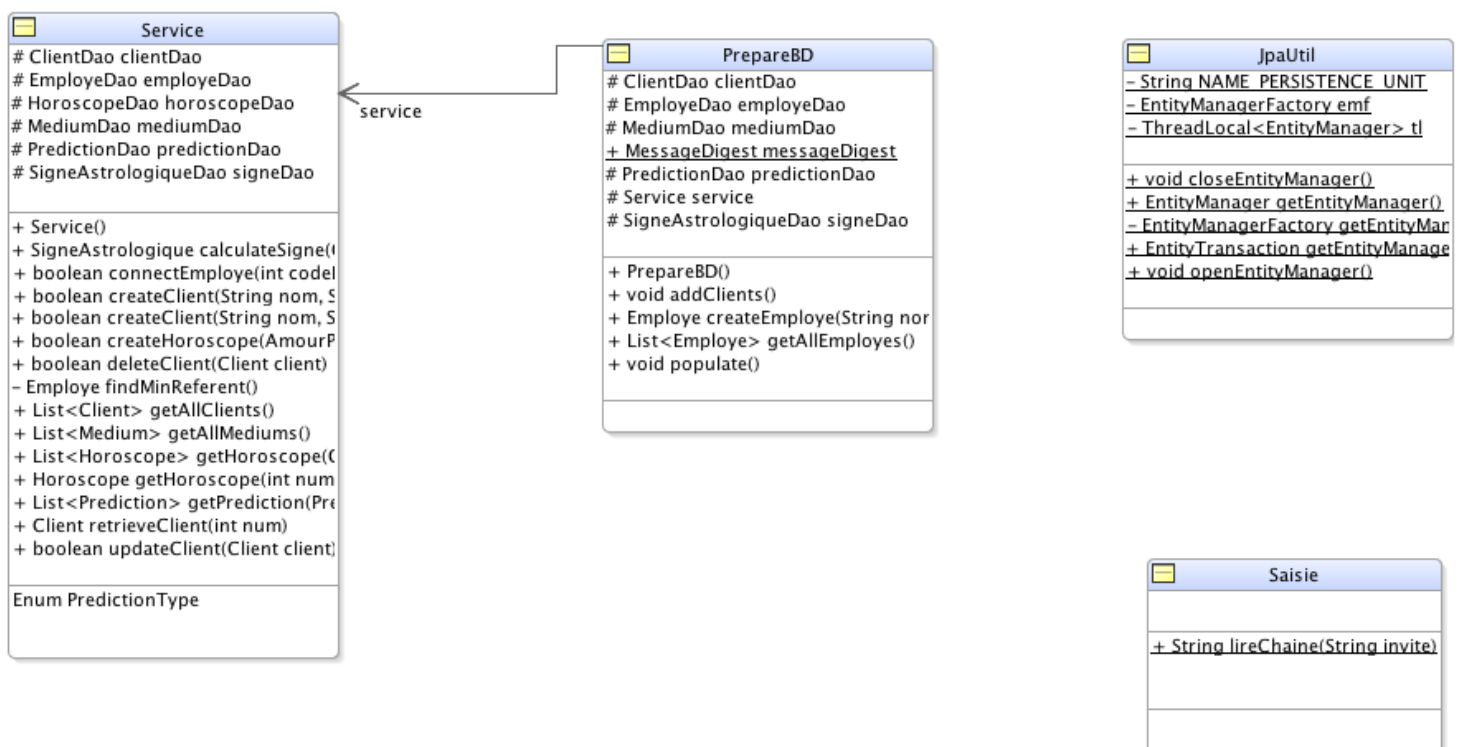 Service
# ClientDao clientDao
# EmployeDao employeDao
# HoroscopeDao horoscopeDao
# MediumDao mediumDao
# PredictionDao predictionDao
# SigneAstrologiqueDao signeDao
+ Service()
+ SigneAstrologique calculateSigne(
+ boolean connectEmploye(int code
+ boolean createClient(String nom, S
+ boolean createClient(String nom, S
+ boolean createHoroscope(AmourP
+ boolean deleteClient(Client client)
- Employe findMinReferent()
+ List<Client> getAllClients()
+ List<Medium> getAllMediums()
+ List<Horoscope> getHoroscope(
+ Horoscope getHoroscope(int num
+ List<Prediction> getPrediction(Pre
+ Client retrieveClient(int num)
+ boolean updateClient(Client client)
Enum PredictionType
service
PrepareBD
# ClientDao clientDao
# EmployeDao employeDao
# MediumDao mediumDao
+ MessageDigest messageDigest
# PredictionDao predictionDao
# Service service
# SigneAstrologiqueDao signeDao
+ PrepareBD()
+ void addClients()
+ Employe createEmploye(String nor
+ List<Employe> getAllEmployes()
+ void populate()
JpaUtil
- String NAME_PERSISTENCE_UNIT
- EntityManagerFactory emf
- ThreadLocal<EntityManager> tl
+ void closeEntityManager()
+ EntityManager getEntityManager()
- EntityManagerFactory getEntityMar
+ EntityTransaction getEntityManage
+ void openEntityManager()
Saisie
+ String lireChaine(String invite)